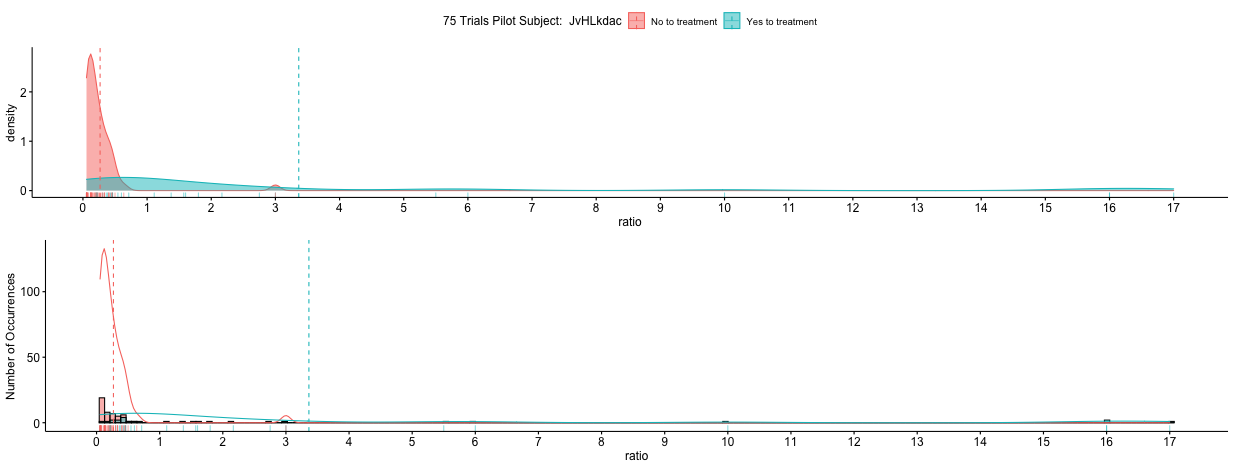 75 Trials Pilot Subject: JvHLkdac No to treatment Yes to treatment
density
2
1
0
0 1 2 3 4 5 6 7 8 9 10 11 12 13 14 15 16 17
ratio
Number of Occurrences
100
50
0
0 1 2 3 4 5 6 7 8 9 10 11 12 13 14 15 16 17
ratio